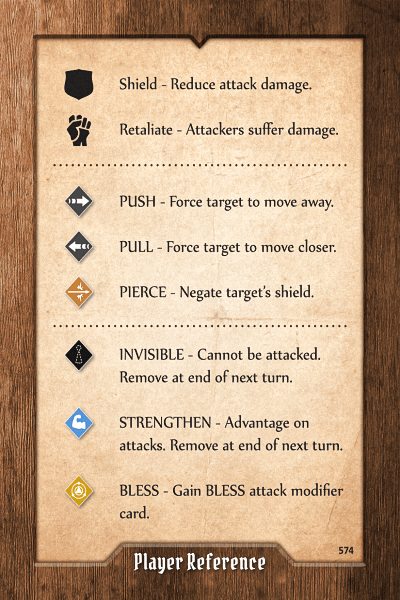 Shield - Reduce attack damage.
Retaliate - Attackers suffer damage.
PUSH - Force target to move away.
PULL - Force target to move closer.
PIERCE - Negate target's shield.
INVISIBLE - Cannot be attacked.
Remove at end of next turn.
STRENGTHEN - Advantage on
attacks. Remove at end of next turn.
BLESS - Gain BLESS attack modifier
card.
574
Player Reference